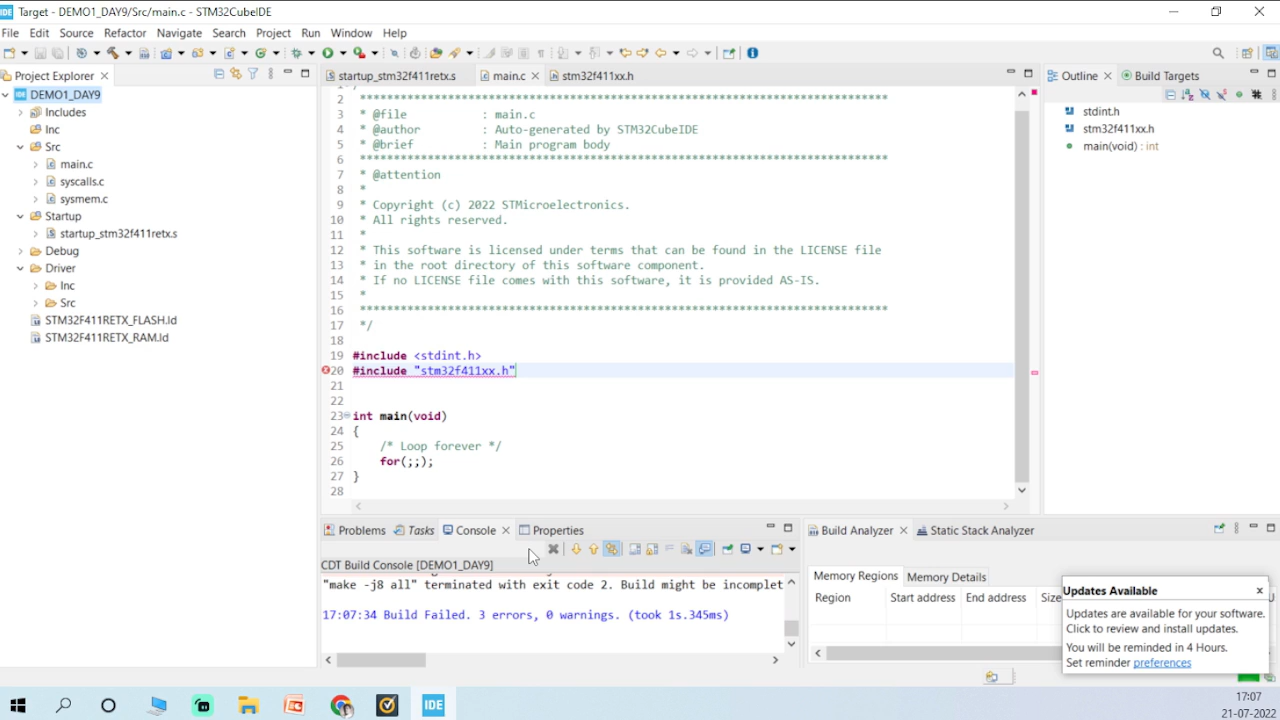 IDE Target - DEMO1_DAY9/Src/main.c - STM32CubeIDE
File Edit Source Refactor Navigate Search Project Run Window Help
Project Explorer
IDE DEMO1_DAY9
Includes
Inc
Src
main.c
syscalls.c
sysmem.c
Startup
startup_stm32f411retx.s
Debug
Driver
Inc
Src
STM32F411RETX_FLASH.ld
STM32F411RETX_RAM.ld
startup_stm32f411retx.s main.c stm32f411xx.h
2 ******************************************************************************
3 * @file : main.c
4 * @author : Auto-generated by STM32CubeIDE
5 * @brief : Main program body
6 ******************************************************************************
7 * @attention
8 *
9 * Copyright (c) 2022 STMicroelectronics.
10 * All rights reserved.
11 *
12 * This software is licensed under terms that can be found in the LICENSE file
13 * in the root directory of this software component.
14 * If no LICENSE file comes with this software, it is provided AS-IS.
15 *
16 ******************************************************************************
17 */
18
19 #include <stdint.h>
20 #include "stm32f411xx.h"
21
22
23 int main(void)
24 {
25 /* Loop forever */
26 for(;;);
27 }
28
Outline Build Targets
stdint.h
stm32f411xx.h
main(void) : int
Problems Tasks Console Properties
CDT Build Console [DEMO1_DAY9]
"make -j8 all" terminated with exit code 2. Build might be incomplet
17:07:34 Build Failed. 3 errors, 0 warnings. (took 1s.345ms)
Build Analyzer Static Stack Analyzer
Memory Regions Memory Details
Region Start address End address Size
Updates Available
Updates are available for your software.
Click to review and install updates.
You will be reminded in 4 Hours.
Set reminder preferences
IDE
17:07
21-07-2022